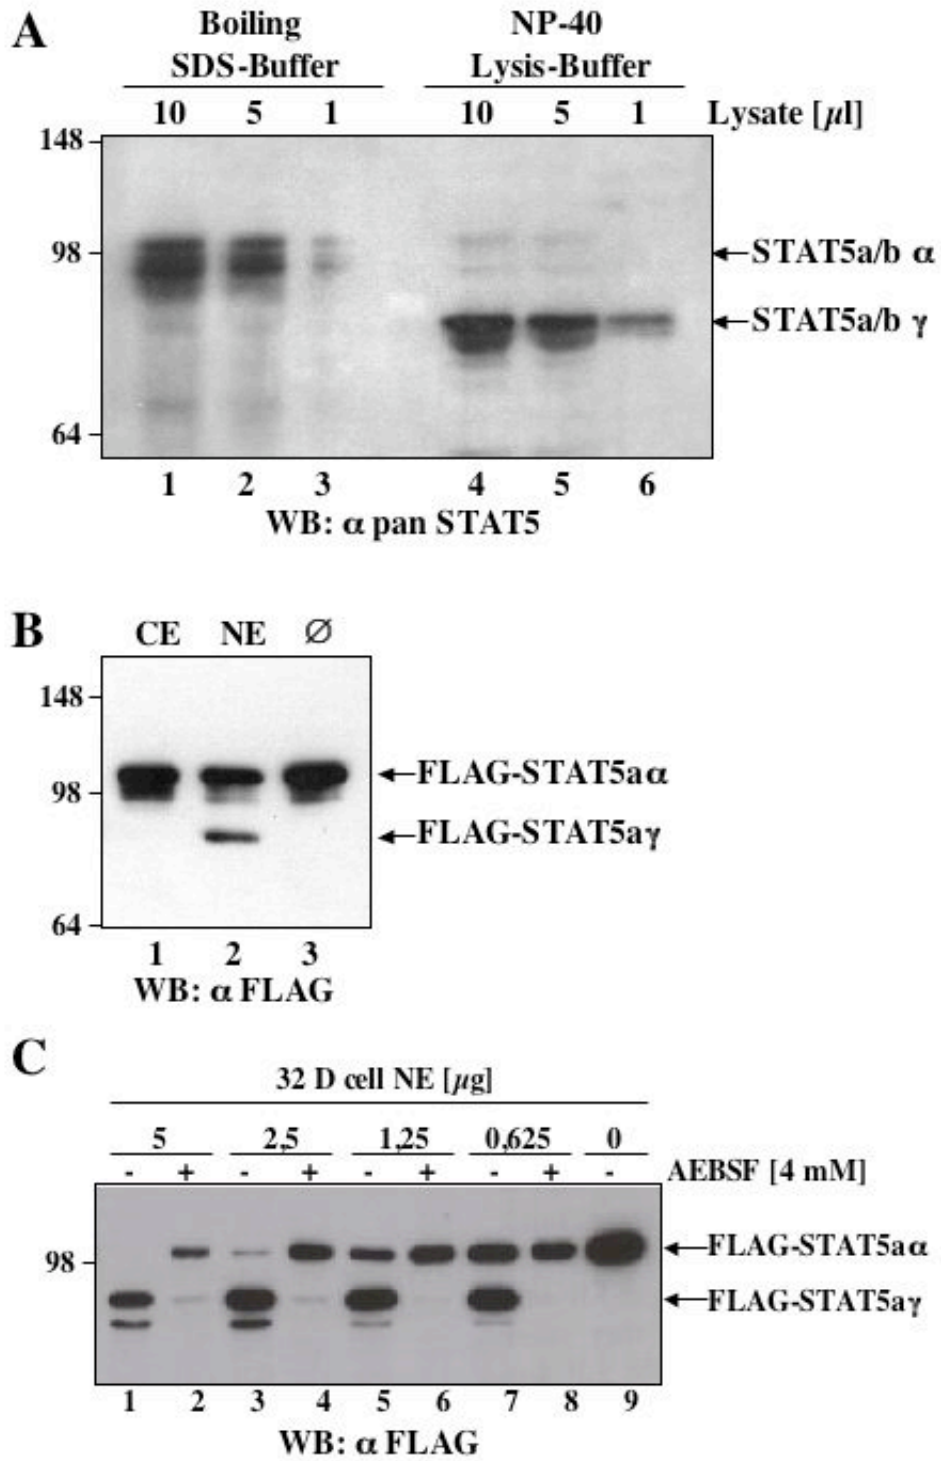 A
Boiling NP-40
SDS-Buffer Lysis-Buffer
10 5 1 10 5 1 Lysate [µl]
148
98 STAT5a/b α
STAT5a/b γ
64
1 2 3 4 5 6
WB: α pan STAT5
B
CE NE Ø
148
FLAG-STAT5aα
98
FLAG-STAT5aγ
64
1 2 3
WB: α FLAG
C
32 D cell NE [µg]
5 2,5 1,25 0,625 0
- + - + - + - + - AEBSF [4 mM]
FLAG-STAT5aα
98
FLAG-STAT5aγ
1 2 3 4 5 6 7 8 9
WB: α FLAG